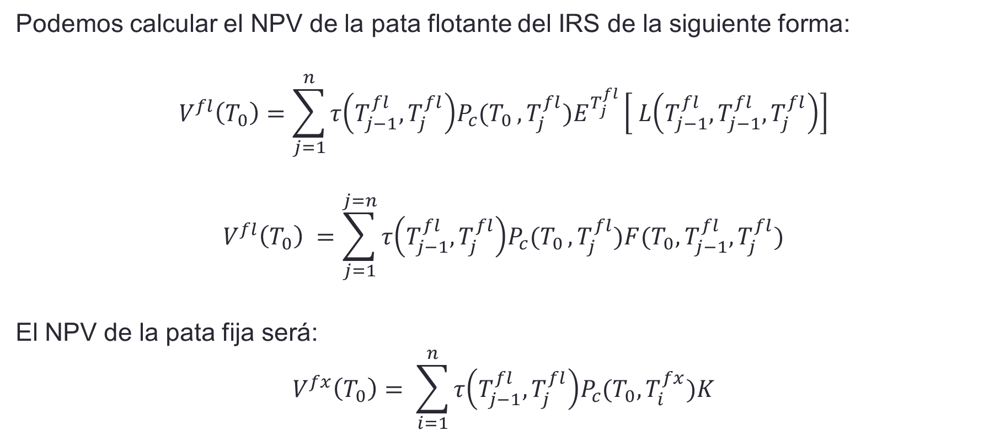 Podemos calcular el NPV de la pata flotante del IRS de la siguiente forma:
$V^{fl}(T_0) = \sum_{j=1}^{n} \tau\left(T_{j-1}^{fl}, T_j^{fl}\right) P_c(T_0, T_j^{fl}) E^{T_j^{fl}}\left[ L\left(T_{j-1}^{fl}, T_{j-1}^{fl}, T_j^{fl}\right)\right]$
$V^{fl}(T_0) = \sum_{j=1}^{j=n} \tau\left(T_{j-1}^{fl}, T_j^{fl}\right) P_c(T_0, T_j^{fl}) F(T_0, T_{j-1}^{fl}, T_j^{fl})$
El NPV de la pata fija será:
$V^{fx}(T_0) = \sum_{i=1}^{n} \tau\left(T_{j-1}^{fl}, T_j^{fl}\right) P_c(T_0, T_i^{fx}) K$